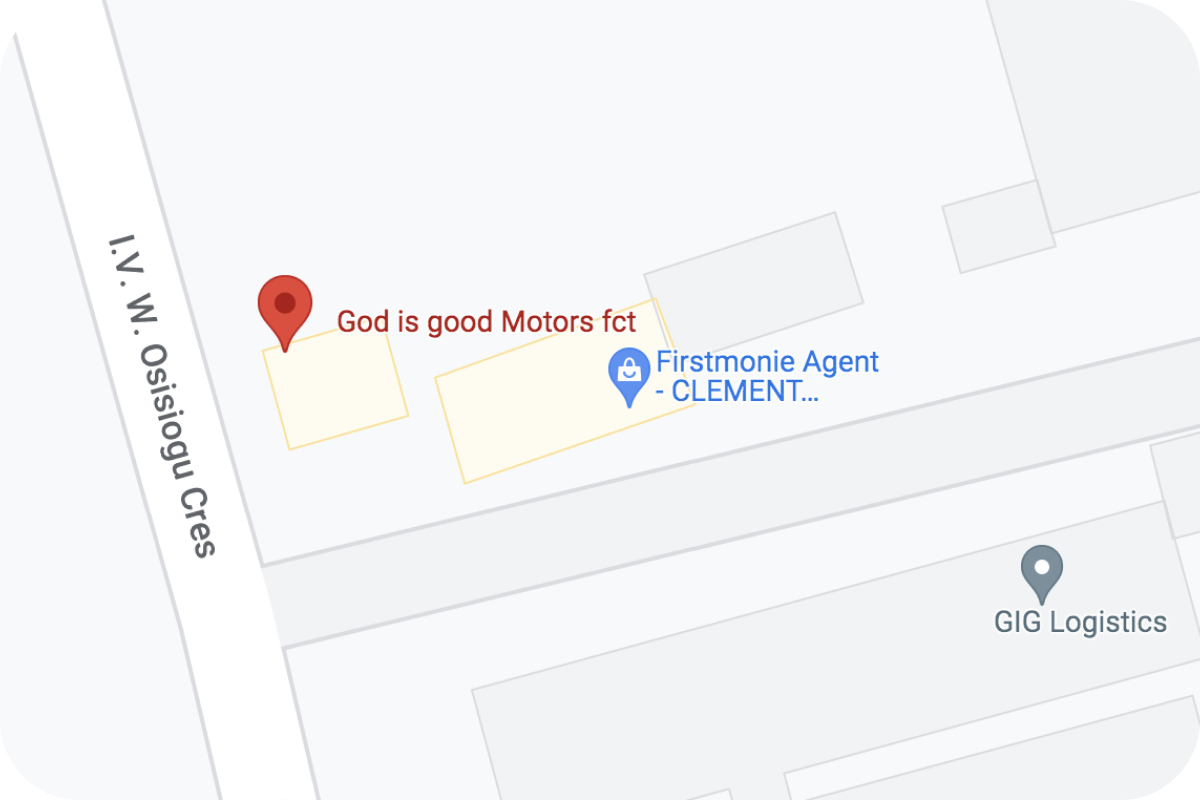 I.V. W. Osisiogu Cres
God is good Motors fct
Firstmonie Agent
- CLEMENT...
GIG Logistics